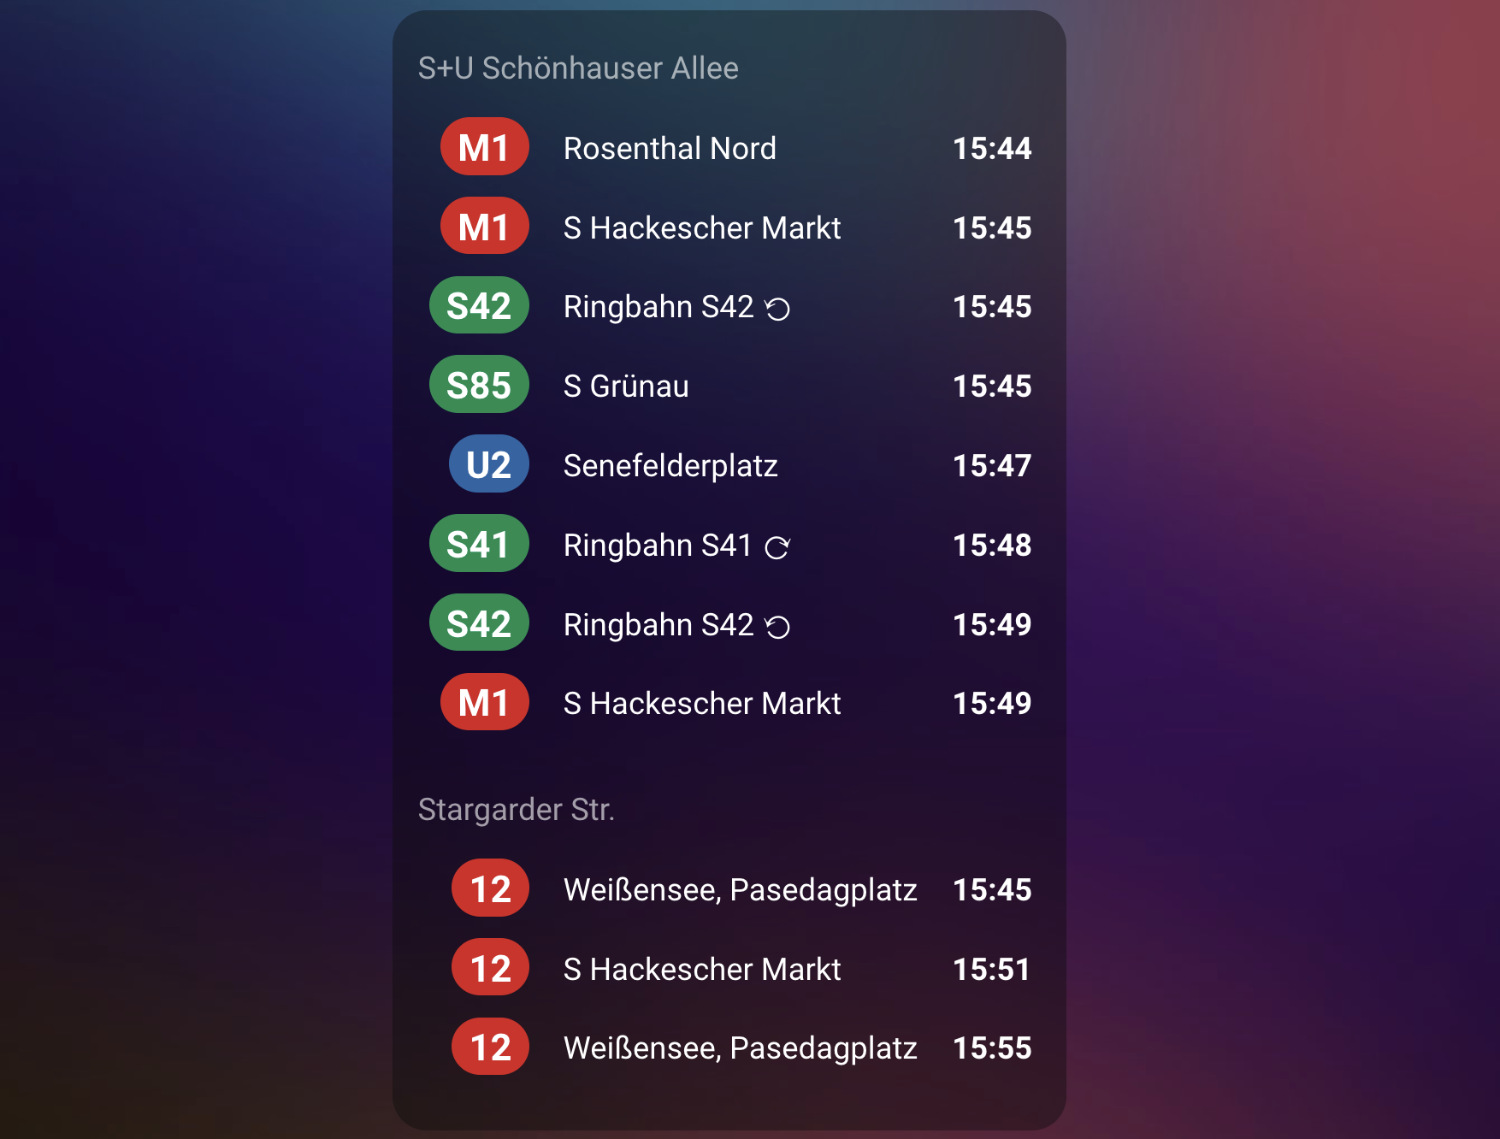 S+U Schönhauser Allee
M1 Rosenthal Nord 15:44
M1 S Hackescher Markt 15:45
S42 Ringbahn S42 ⟲ 15:45
S85 S Grünau 15:45
U2 Senefelderplatz 15:47
S41 Ringbahn S41 ⟳ 15:48
S42 Ringbahn S42 ⟲ 15:49
M1 S Hackescher Markt 15:49
Stargarder Str.
12 Weißensee, Pasedagplatz 15:45
12 S Hackescher Markt 15:51
12 Weißensee, Pasedagplatz 15:55